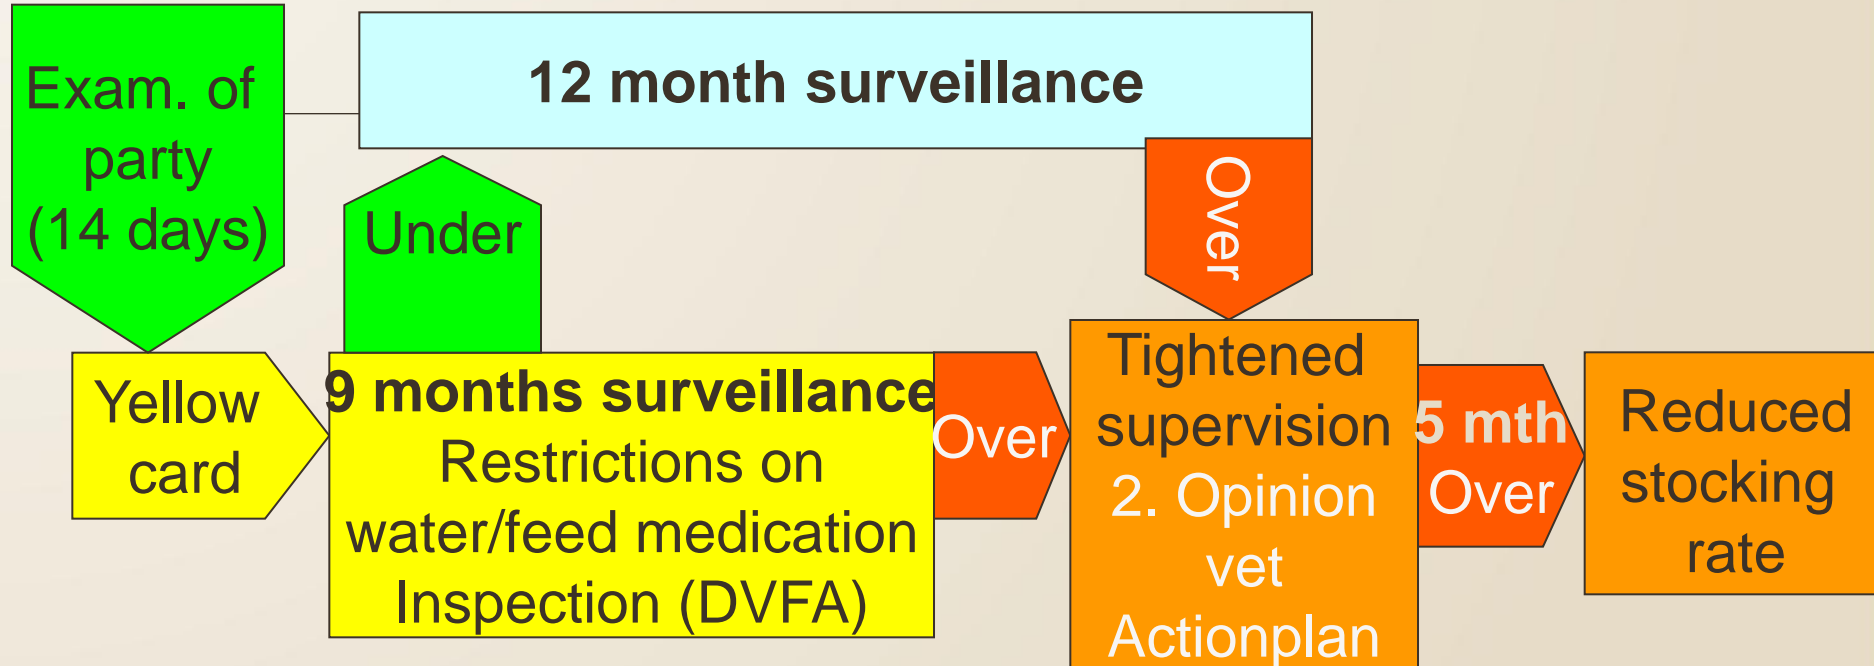 Exam. of
party
(14 days)
12 month surveillance
Under
Over
Yellow
card
9 months surveillance
Restrictions on
water/feed medication
Inspection (DVFA)
Over
Tightened
supervision
2. Opinion
vet
Actionplan
5 mth
Over
Reduced
stocking
rate